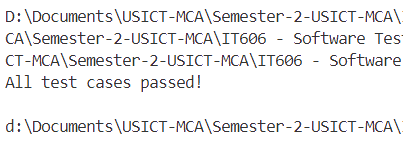 D:\Documents\USICT-MCA\Semester-2-USICT-MCA\
CA\Semester-2-USICT-MCA\IT606 - Software Tes
CT-MCA\Semester-2-USICT-MCA\IT606 - Software
All test cases passed!
d:\Documents\USICT-MCA\Semester-2-USICT-MCA\